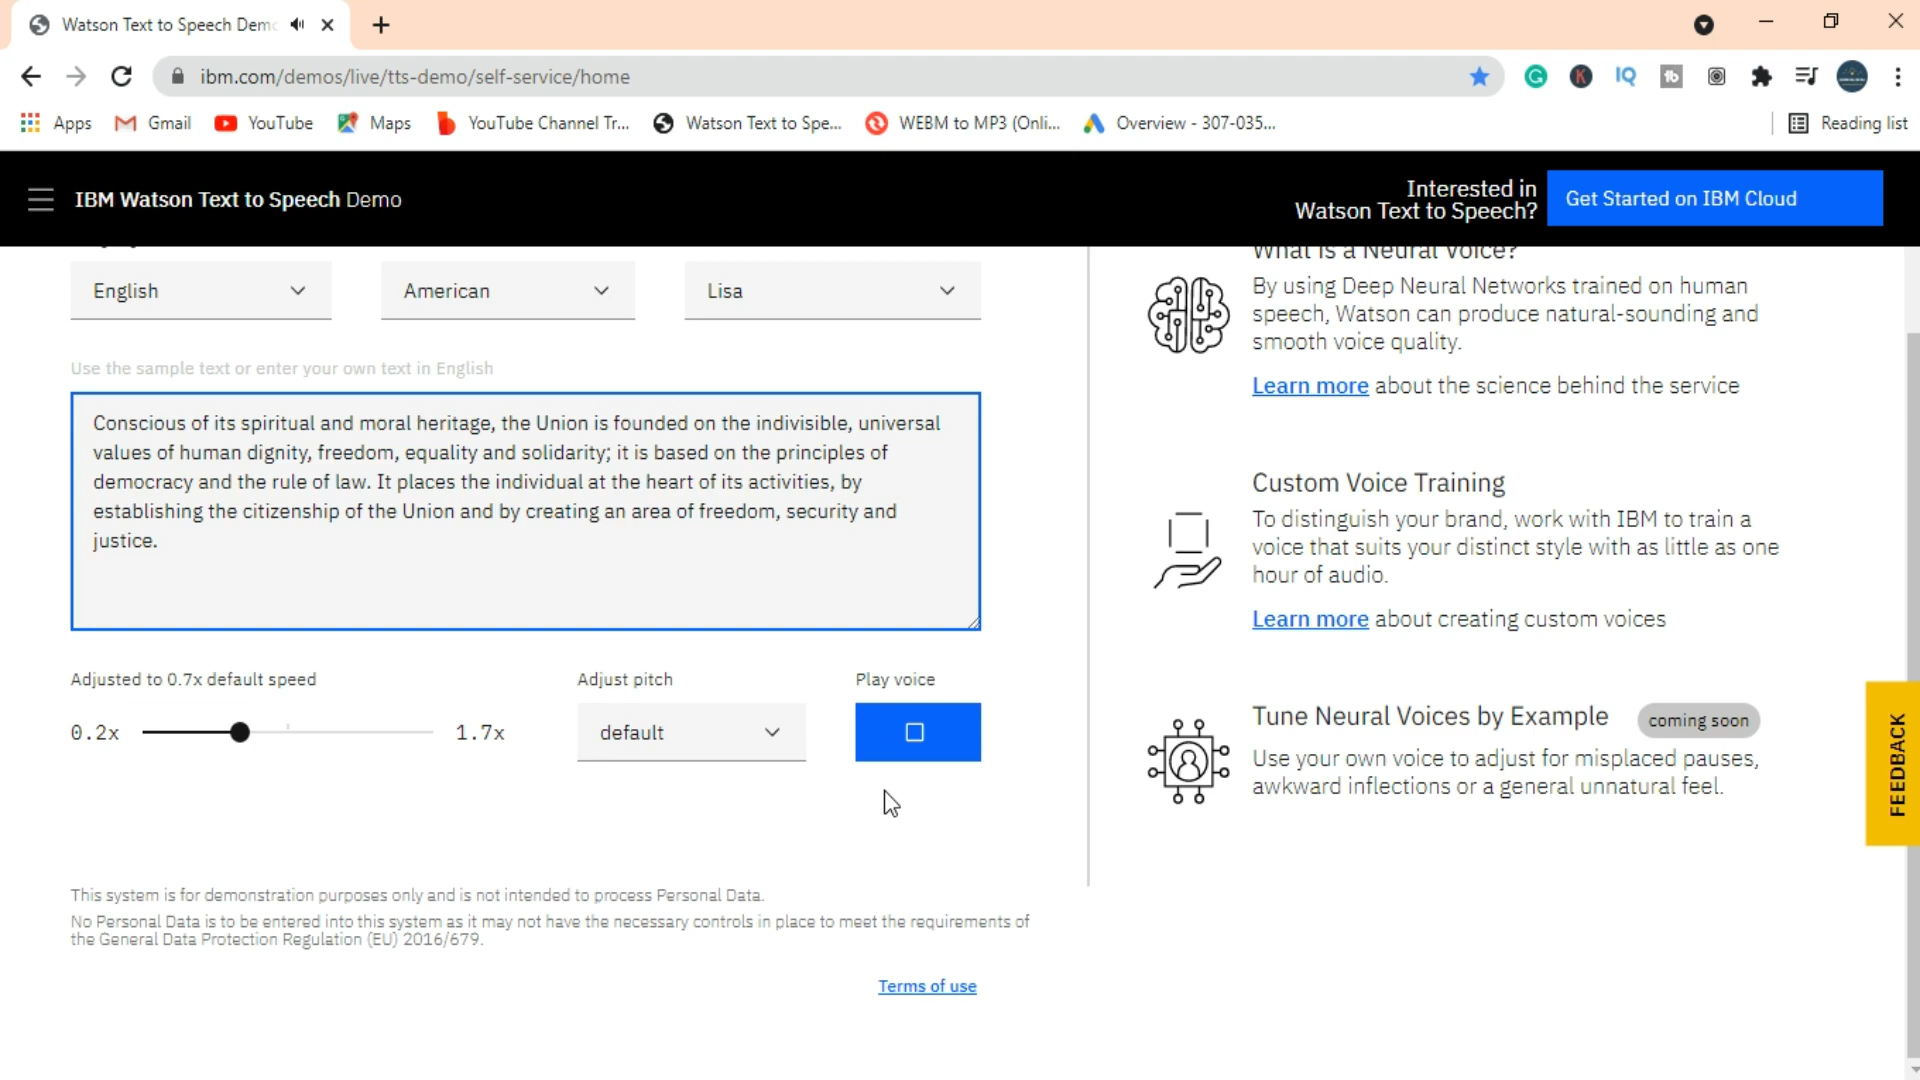 Watson Text to Speech Dem
ibm.com/demos/live/tts-demo/self-service/home
Apps
Gmail
YouTube
Maps
YouTube Channel Tr...
Watson Text to Spe...
WEBM to MP3 (Onli...
Overview - 307-035...
Reading list
IBM Watson Text to Speech Demo
Interested in
Watson Text to Speech?
Get Started on IBM Cloud
English
American
Lisa
Use the sample text or enter your own text in English
Conscious of its spiritual and moral heritage, the Union is founded on the indivisible, universal
values of human dignity, freedom, equality and solidarity; it is based on the principles of
democracy and the rule of law. It places the individual at the heart of its activities, by
establishing the citizenship of the Union and by creating an area of freedom, security and
justice.
Adjusted to 0.7x default speed
0.2x
1.7x
Adjust pitch
default
Play voice
This system is for demonstration purposes only and is not intended to process Personal Data.
No Personal Data is to be entered into this system as it may not have the necessary controls in place to meet the requirements of
the General Data Protection Regulation (EU) 2016/679.
Terms of use
What is a Neural Voice?
By using Deep Neural Networks trained on human
speech, Watson can produce natural-sounding and
smooth voice quality.
Learn more about the science behind the service
Custom Voice Training
To distinguish your brand, work with IBM to train a
voice that suits your distinct style with as little as one
hour of audio.
Learn more about creating custom voices
Tune Neural Voices by Example
coming soon
Use your own voice to adjust for misplaced pauses,
awkward inflections or a general unnatural feel.
FEEDBACK